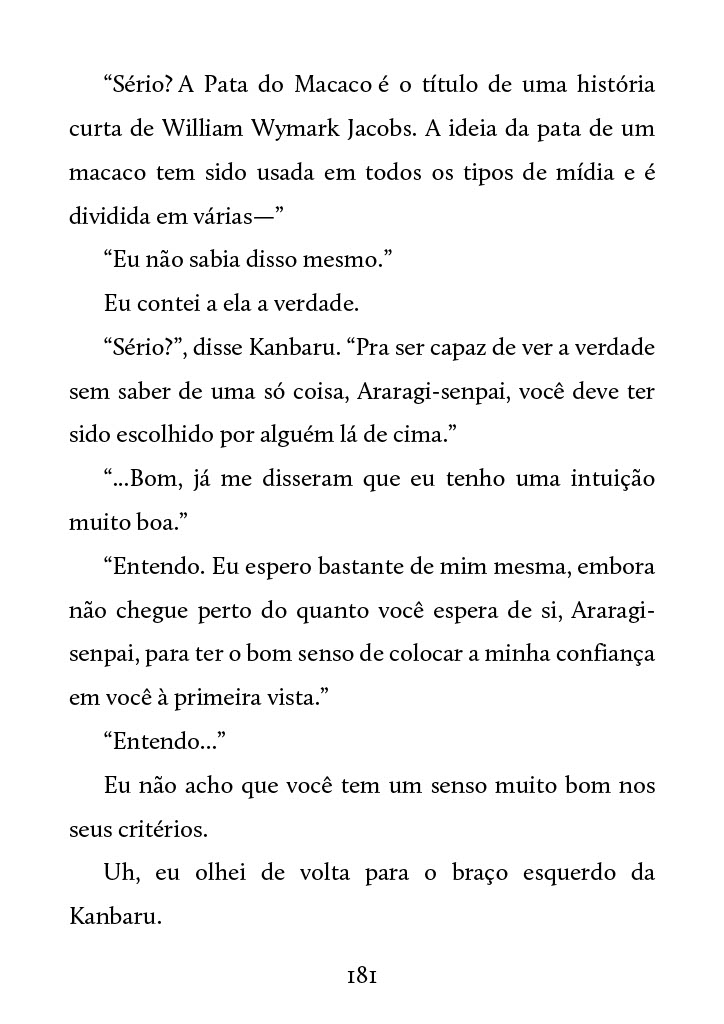 “Sério? A Pata do Macaco é o título de uma história
curta de William Wymark Jacobs. A ideia da pata de um
macaco tem sido usada em todos os tipos de mídia e é
dividida em várias—”
“Eu não sabia disso mesmo.”
Eu contei a ela a verdade.
“Sério?”, disse Kanbaru. “Pra ser capaz de ver a verdade
sem saber de uma só coisa, Araragi-senpai, você deve ter
sido escolhido por alguém lá de cima.”
“...Bom, já me disseram que eu tenho uma intuição
muito boa.”
“Entendo. Eu espero bastante de mim mesma, embora
não chegue perto do quanto você espera de si, Araragi-
senpai, para ter o bom senso de colocar a minha confiança
em você à primeira vista.”
“Entendo...”
Eu não acho que você tem um senso muito bom nos
seus critérios.
Uh, eu olhei de volta para o braço esquerdo da
Kanbaru.
181